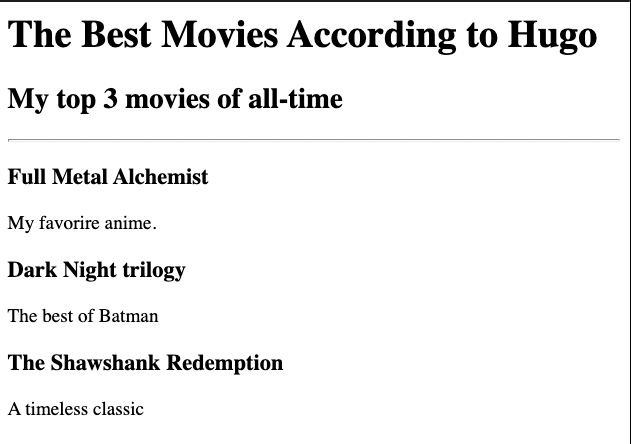 The Best Movies According to Hugo
My top 3 movies of all-time
Full Metal Alchemist
My favorire anime.
Dark Night trilogy
The best of Batman
The Shawshank Redemption
A timeless classic